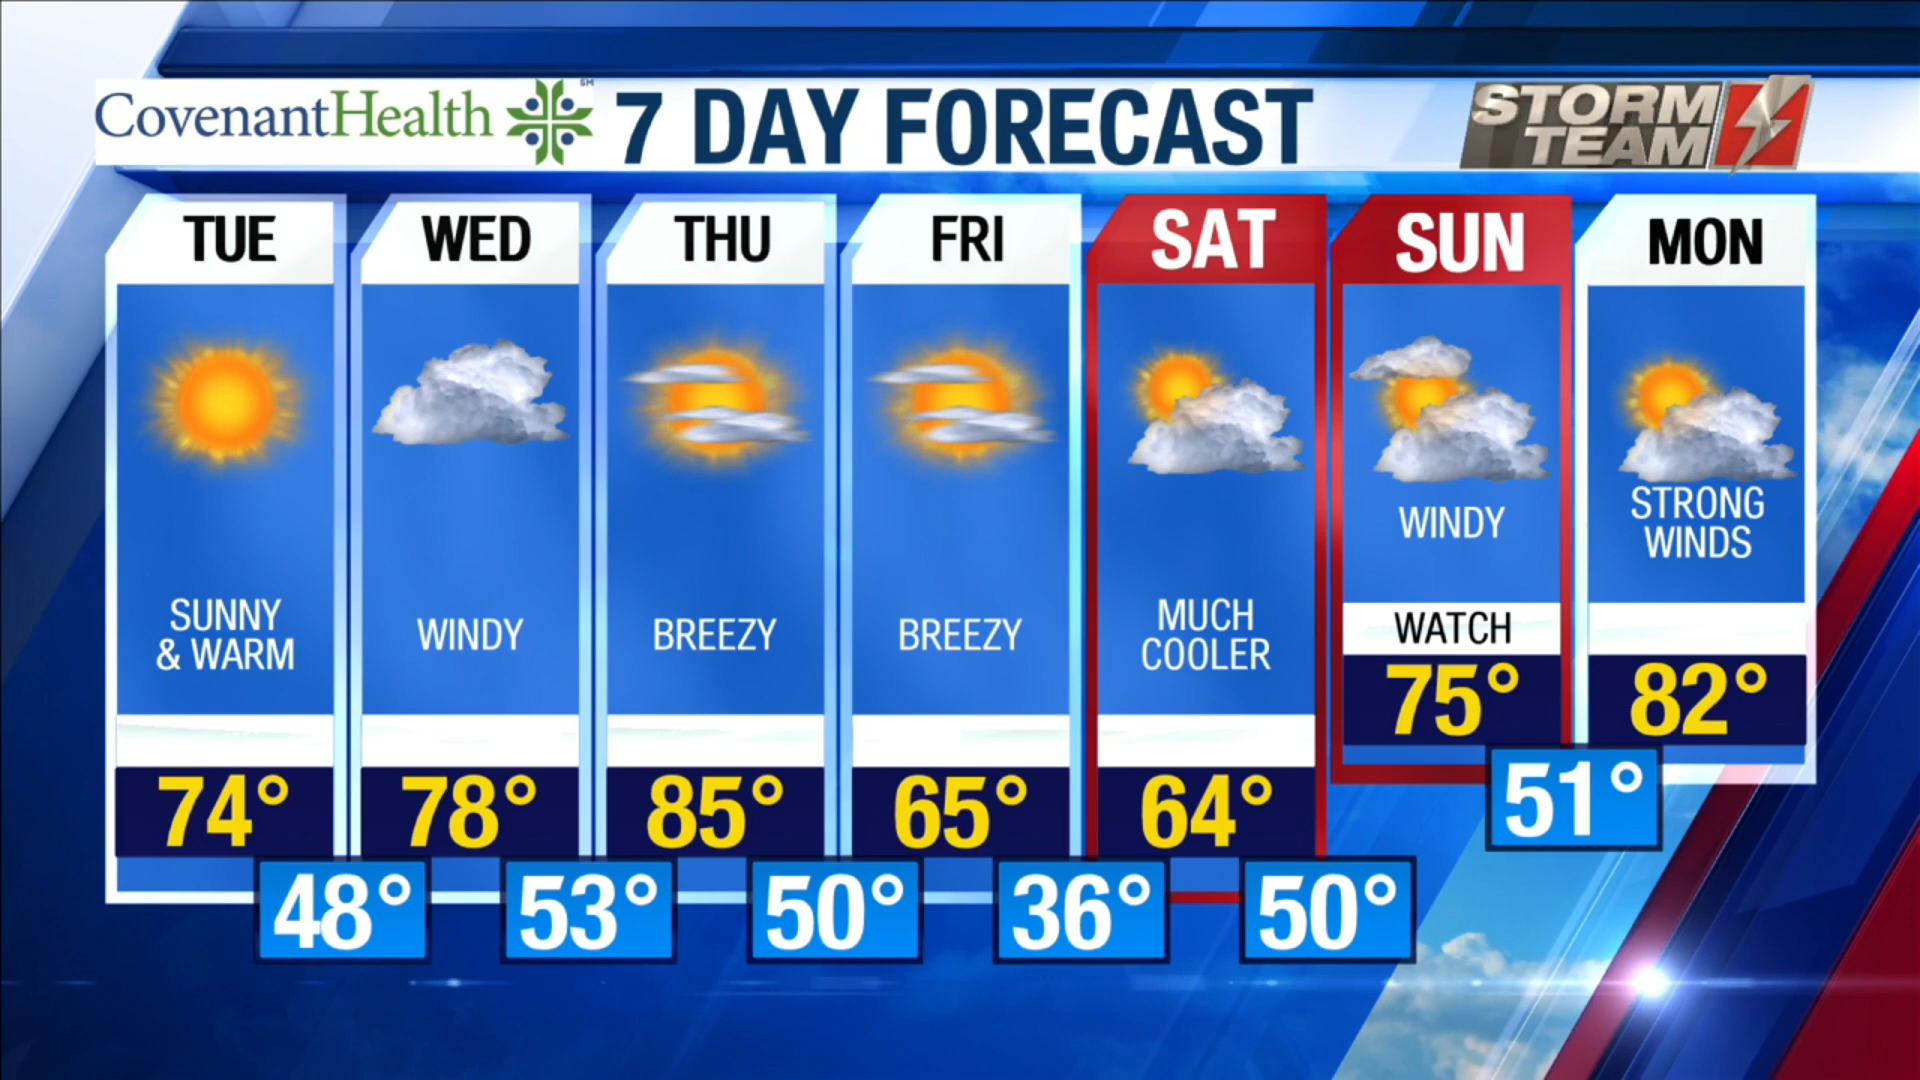 CovenantHealth SM 7 DAY FORECAST
STORM
TEAM
TUE WED THU FRI SAT SUN MON
SUNNY
& WARM
WINDY
BREEZY
BREEZY
MUCH
COOLER
WINDY
WATCH
STRONG
WINDS
74° 78° 85° 65° 64° 75° 82°
48° 53° 50° 36° 50° 51°